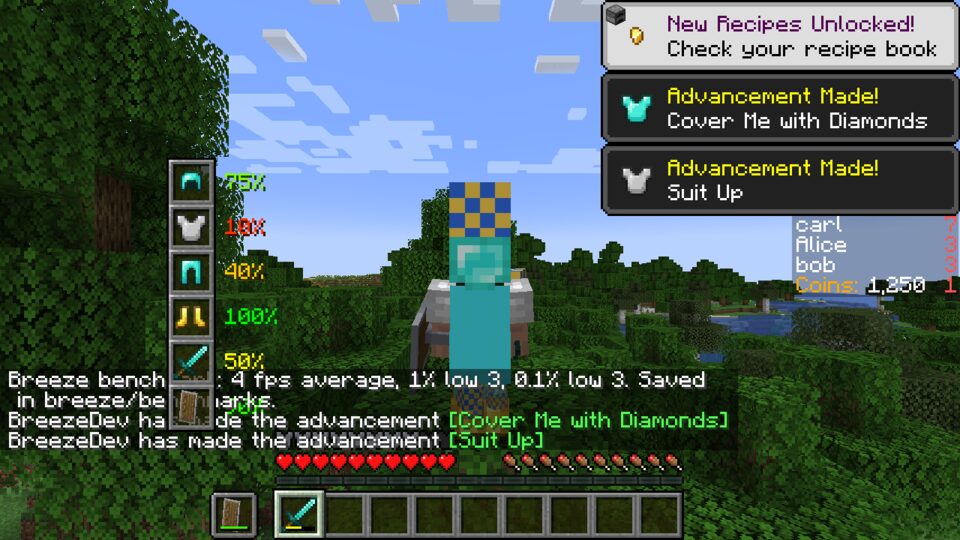 New Recipes Unlocked!
Check your recipe book
Advancement Made!
Cover Me with Diamonds
Advancement Made!
Suit Up
75%
10%
40%
100%
50%
carl
Alice 3
bob
Coins: 1,250 1
Breeze bench : 4 fps average, 1% low 3, 0.1% low 3. Saved
in breeze/be marks.
BreezeDev ha de the advancement [Cover Me with Diamonds]
BreezeDev has made the advancement [Suit Up]